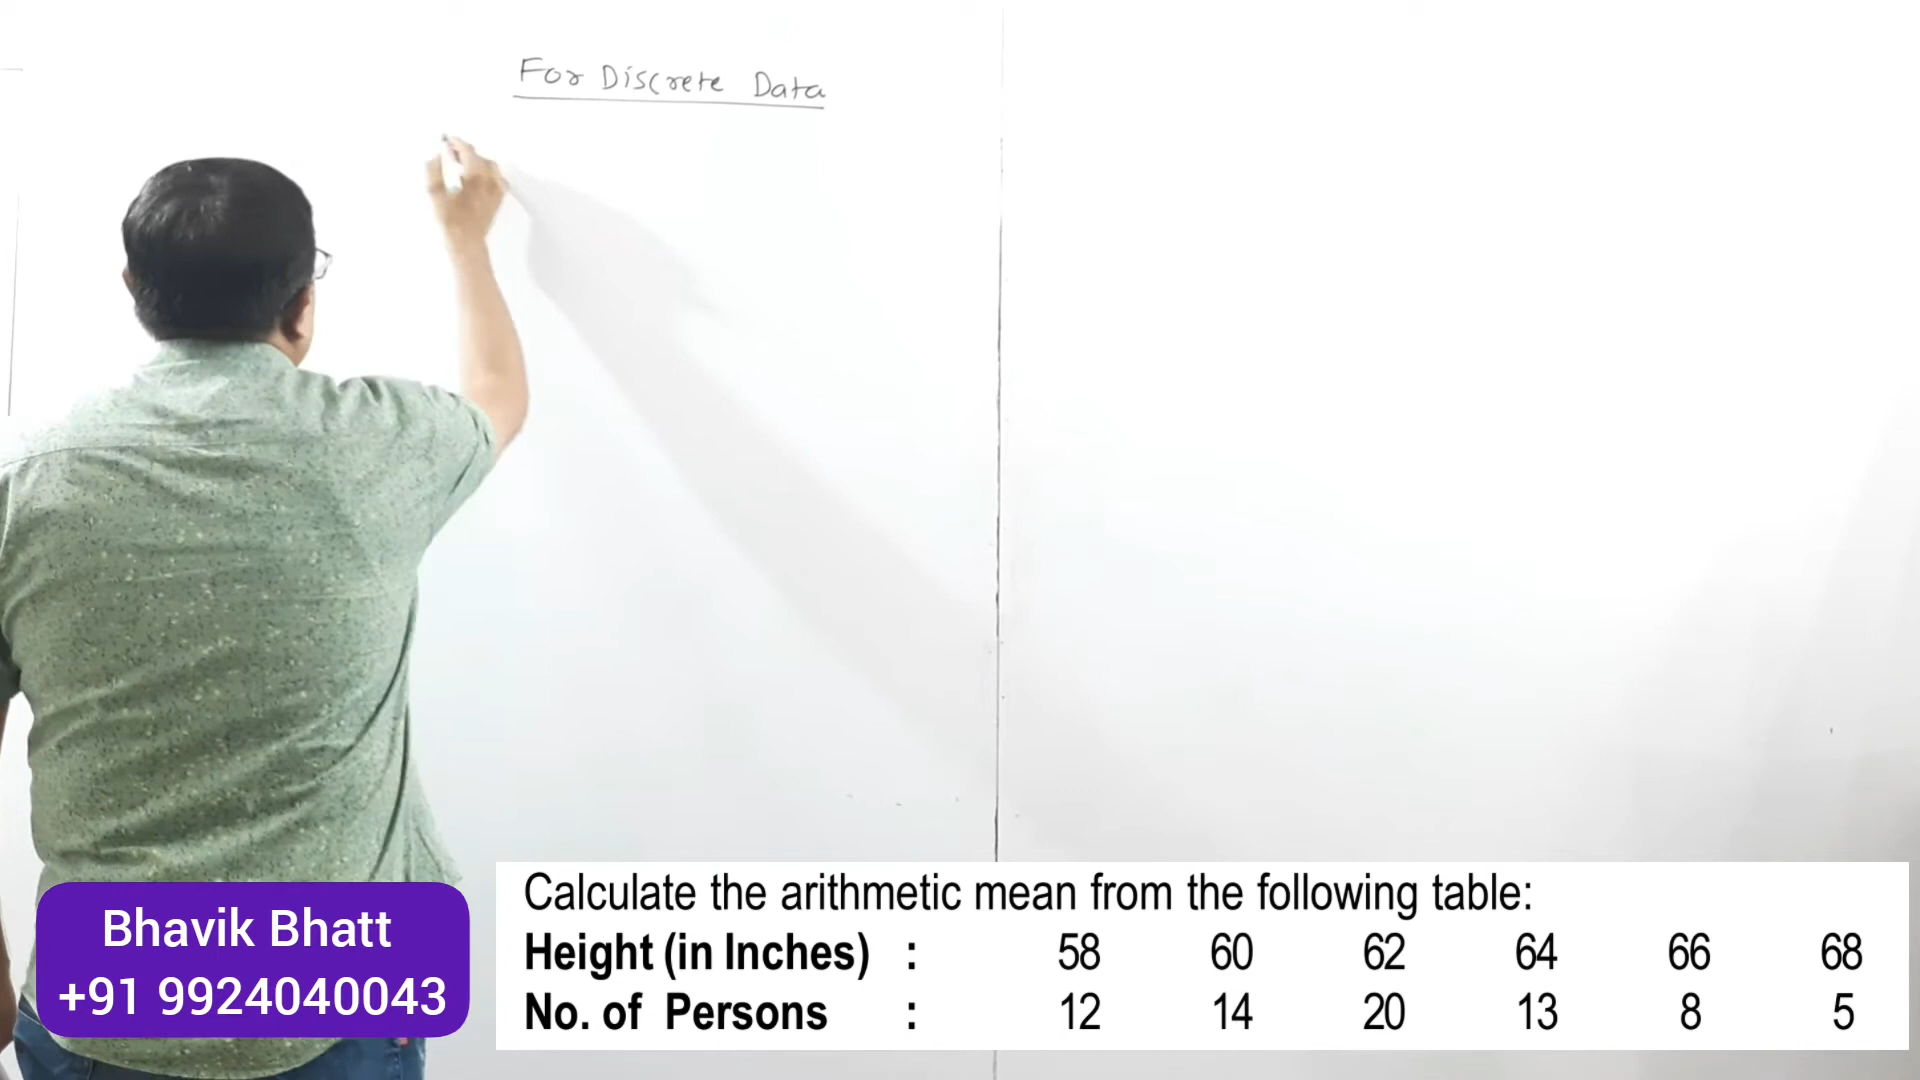 For Discrete Data
Calculate the arithmetic mean from the following table:
Height (in Inches) : 58 60 62 64 66 68
No. of Persons : 12 14 20 13 8 5
Bhavik Bhatt
+91 9924040043